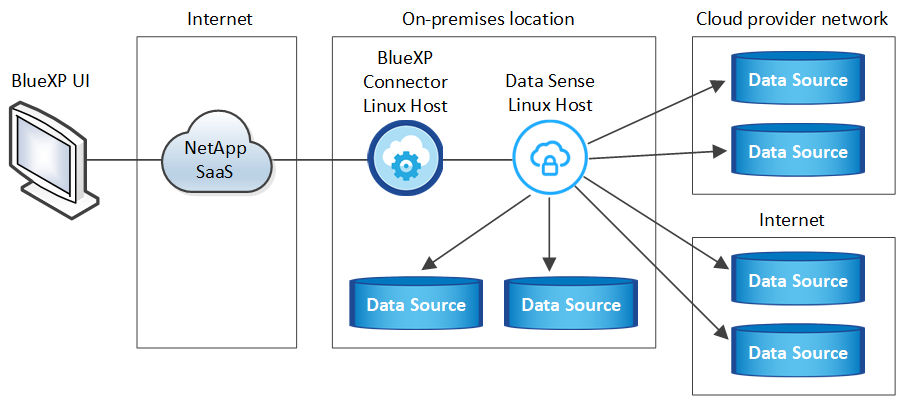 Internet
On-premises location
Cloud provider network
BlueXP UI
BlueXP
Connector
Linux Host
Data Sense
Linux Host
NetApp
SaaS
Data Source
Data Source
Data Source
Data Source
Internet
Data Source
Data Source